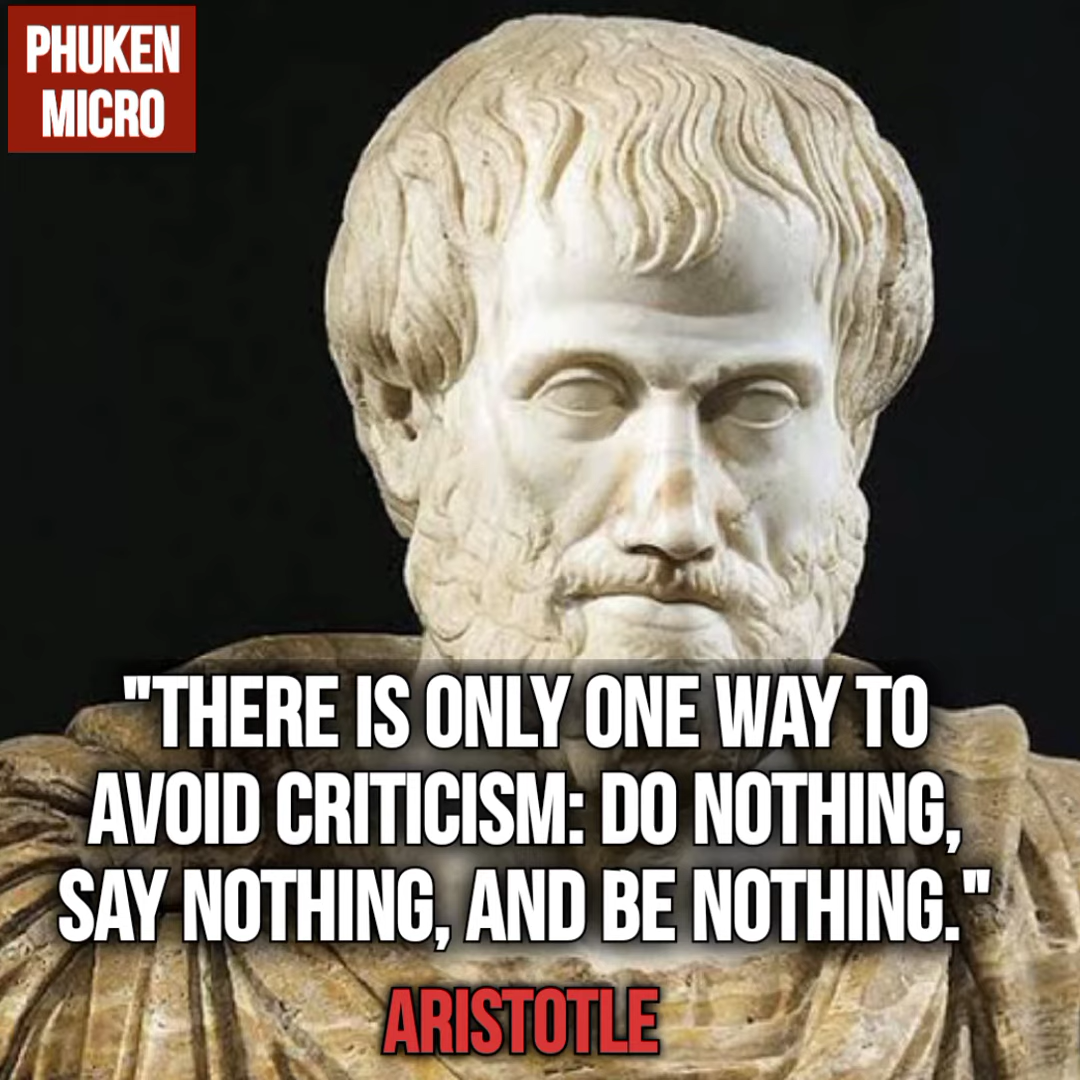 PHUKEN
MICRO
"THERE IS ONLY ONE WAY TO
AVOID CRITICISM: DO NOTHING,
SAY NOTHING, AND BE NOTHING."
ARISTOTLE